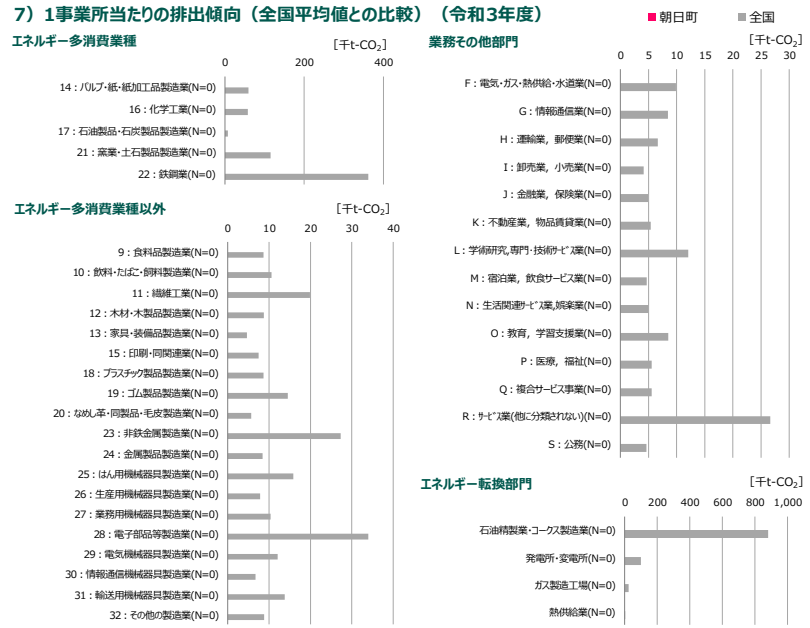 7）1事業所当たりの排出傾向（全国平均値との比較）（令和3年度）
朝日町 全国
エネルギー多消費業種
[千t-CO₂]
0 200 400
14：パルプ・紙・紙加工品製造業(N=0)
16：化学工業(N=0)
17：石油製品・石炭製品製造業(N=0)
21：窯業・土石製品製造業(N=0)
22：鉄鋼業(N=0)
エネルギー多消費業種以外
[千t-CO₂]
0 10 20 30 40
9：食料品製造業(N=0)
10：飲料・たばこ・飼料製造業(N=0)
11：繊維工業(N=0)
12：木材・木製品製造業(N=0)
13：家具・装備品製造業(N=0)
15：印刷・同関連業(N=0)
18：プラスチック製品製造業(N=0)
19：ゴム製品製造業(N=0)
20：なめし革・同製品・毛皮製造業(N=0)
23：非鉄金属製造業(N=0)
24：金属製品製造業(N=0)
25：はん用機械器具製造業(N=0)
26：生産用機械器具製造業(N=0)
27：業務用機械器具製造業(N=0)
28：電子部品等製造業(N=0)
29：電気機械器具製造業(N=0)
30：情報通信機械器具製造業(N=0)
31：輸送用機械器具製造業(N=0)
32：その他の製造業(N=0)
業務その他部門
[千t-CO₂]
0 5 10 15 20 25 30
F：電気・ガス・熱供給・水道業(N=0)
G：情報通信業(N=0)
H：運輸業，郵便業(N=0)
I：卸売業，小売業(N=0)
J：金融業，保険業(N=0)
K：不動産業，物品賃貸業(N=0)
L：学術研究,専門・技術ｻｰﾋﾞｽ業(N=0)
M：宿泊業，飲食サービス業(N=0)
N：生活関連ｻｰﾋﾞｽ業,娯楽業(N=0)
O：教育，学習支援業(N=0)
P：医療，福祉(N=0)
Q：複合サービス事業(N=0)
R：ｻｰﾋﾞｽ業(他に分類されない)(N=0)
S：公務(N=0)
エネルギー転換部門
[千t-CO₂]
0 200 400 600 800 1,000
石油精製業・コークス製造業(N=0)
発電所・変電所(N=0)
ガス製造工場(N=0)
熱供給業(N=0)